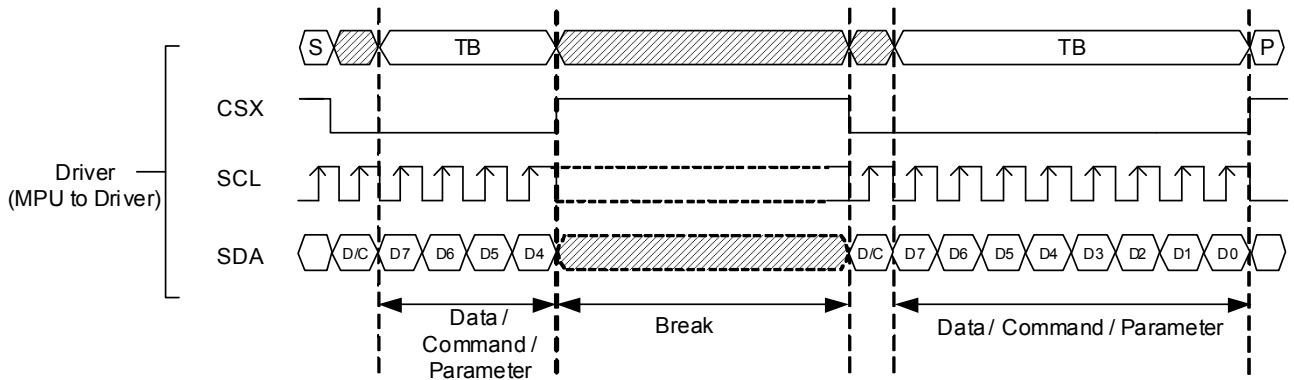 S TB TB P
CSX
Driver
(MPU to Driver)
SCL
SDA D/C D7 D6 D5 D4 D/C D7 D6 D5 D4 D3 D2 D1 D0
Data / Command / Parameter
Break
Data / Command / Parameter